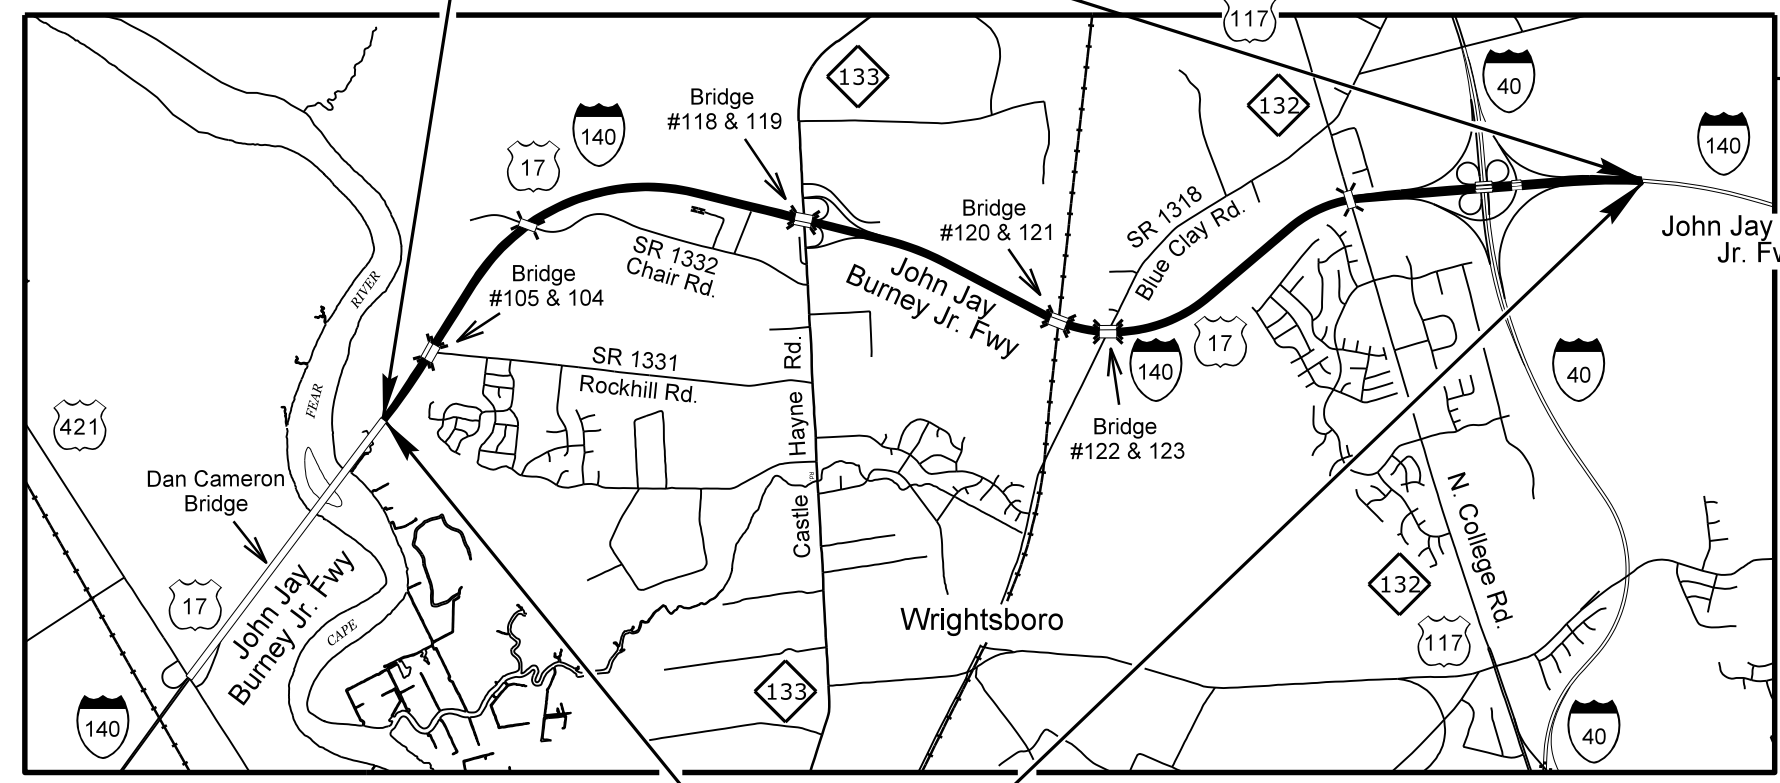 117
40
133
132
140
Bridge
#118 & 119
140
17
SR 1318
Blue Clay Rd.
Bridge
#120 & 121
John Jay
Jr. Fw
SR 1332
Chair Rd.
John Jay
Burney Jr. Fwy
Bridge
#105 & 104
RIVER
17
140
40
SR 1331
Rockhill Rd.
Castle Hayne Rd.
FEAR
421
Bridge
#122 & 123
Dan Cameron
Bridge
N. College Rd.
17
John Jay
Burney Jr. Fwy
CAPE
132
Wrightsboro
117
133
140
40